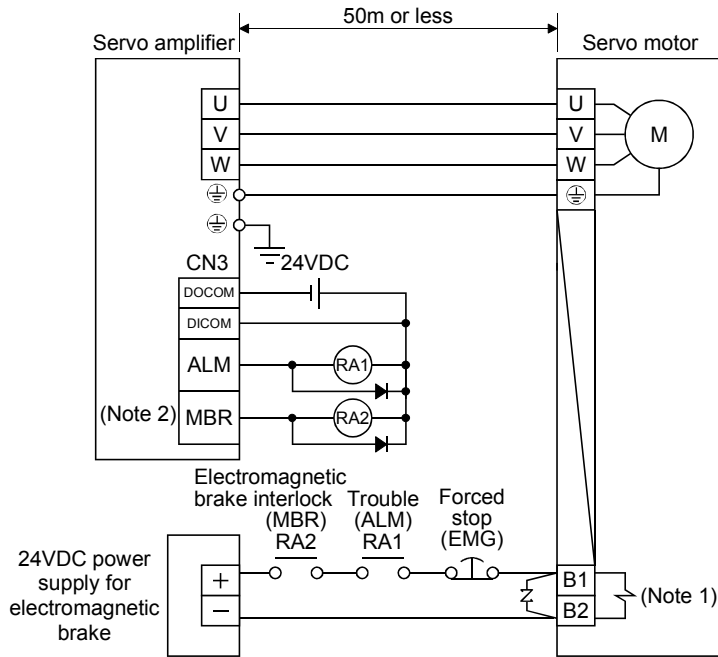 50m or less
Servo amplifier
Servo motor
U
V
W
U
V
W
M
CN3
24VDC
DOCOM
DICOM
ALM
RA1
(Note 2)
MBR
RA2
Electromagnetic
brake interlock
(MBR)
RA2
Trouble
(ALM)
RA1
Forced
stop
(EMG)
24VDC power
supply for
electromagnetic
brake
+
−
B1
B2
(Note 1)